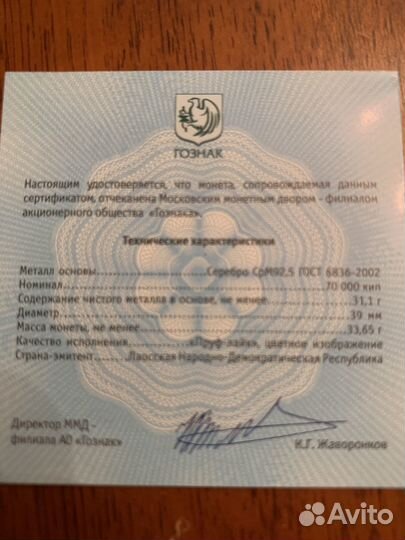 ГОЗНАК
Настоящим удостоверяется, что монета, сопровождаемая данным
сертификатом, отчеканена Московским монетным двором - филиалом
акционерного общества «Гознака».
Технические характеристики
Металл основы Серебро СрМ92,5 ГОСТ 6836-2002
Номинал 70 000 кип
Содержание чистого металла в основе, не менее 31,1 г
Диаметр 39 мм
Масса монеты, не менее 33,65 г
Качество исполнения «Пруф-лайк», цветное изображение
Страна-эмитент Лаосская Народно-Демократическая Республика
Директор ММД -
филиала АО «Гознак»
И.Г. Жаворонков
Avito